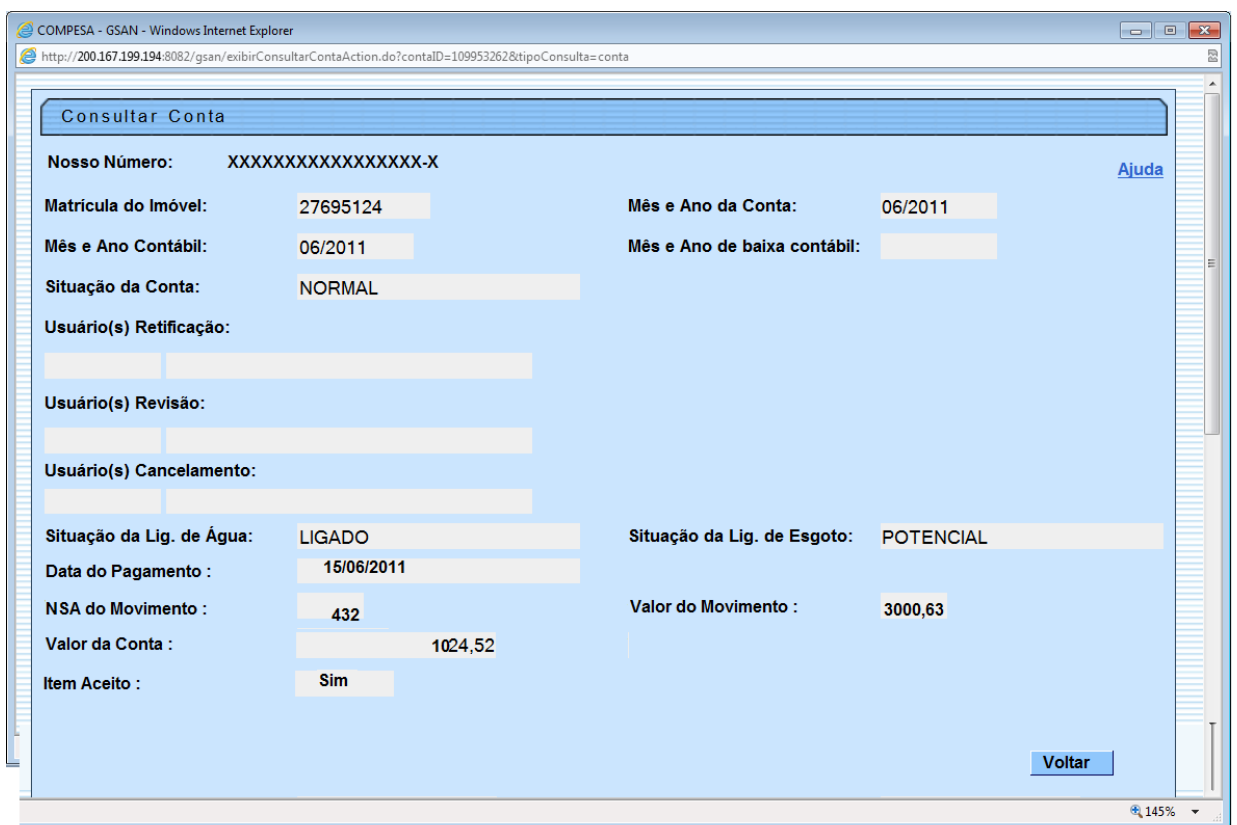 COMPESA - GSAN - Windows Internet Explorer
http://200.167.199.194:8082/gsan/exibirConsultarContaAction.do?contaID=109953262&tipoConsulta=conta
Consultar Conta
Nosso Número: XXXXXXXXXXXXXXXXX-X
Ajuda
Matrícula do Imóvel: 27695124 Mês e Ano da Conta: 06/2011
Mês e Ano Contábil: 06/2011 Mês e Ano de baixa contábil:
Situação da Conta: NORMAL
Usuário(s) Retificação:
Usuário(s) Revisão:
Usuário(s) Cancelamento:
Situação da Lig. de Água: LIGADO Situação da Lig. de Esgoto: POTENCIAL
Data do Pagamento : 15/06/2011
NSA do Movimento : 432 Valor do Movimento : 3000,63
Valor da Conta : 1024,52
Item Aceito : Sim
Voltar
145%